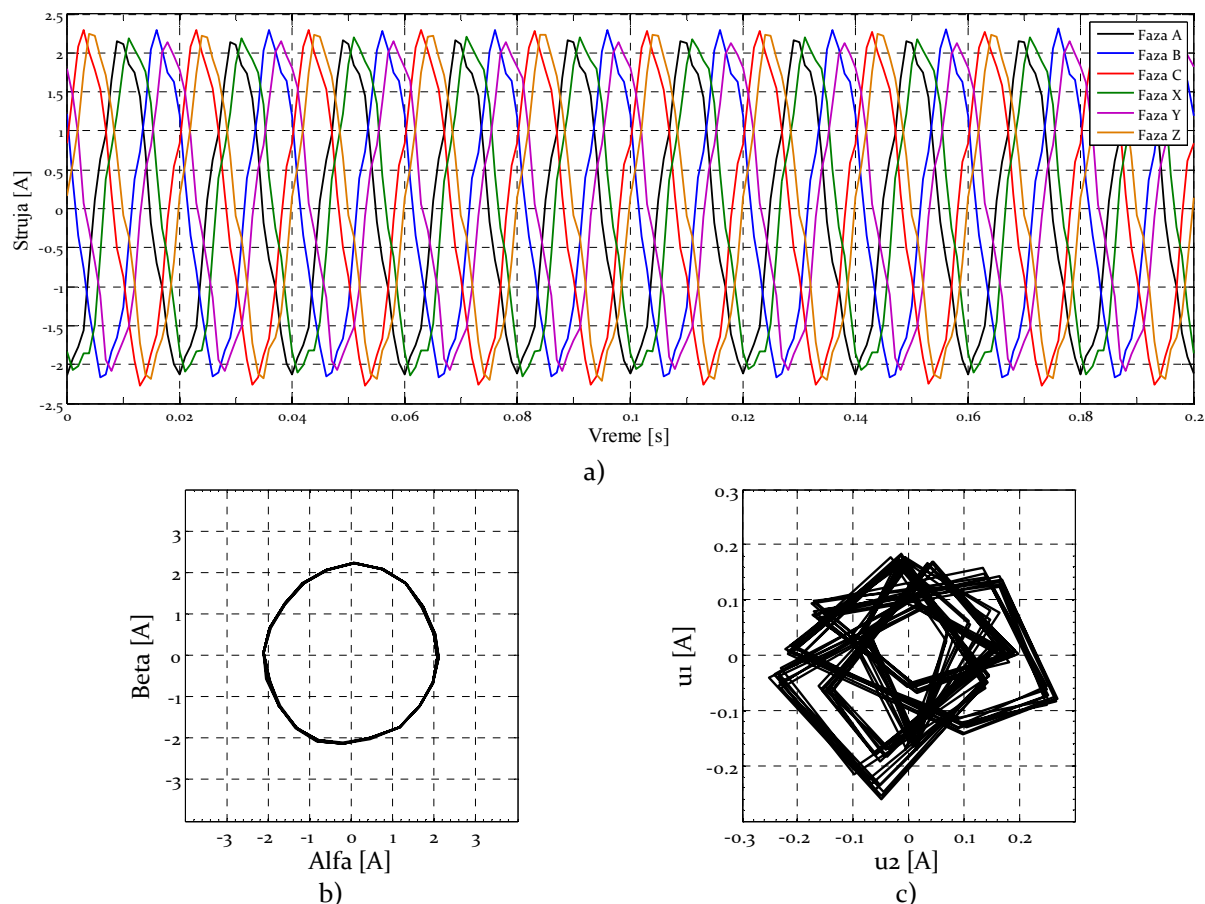 2.5
2
1.5
1
0.5
0
-0.5
-1
-1.5
-2
-2.5
Struja [A]
Faza A
Faza B
Faza C
Faza X
Faza Y
Faza Z
0 0.02 0.04 0.06 0.08 0.1 0.12 0.14 0.16 0.18 0.2
Vreme [s]
a)
3
2
1
0
-1
-2
-3
Beta [A]
-3 -2 -1 0 1 2 3
Alfa [A]
b)
0.3
0.2
0.1
0
-0.1
-0.2
u1 [A]
-0.3 -0.2 -0.1 0 0.1 0.2
u2 [A]
c)